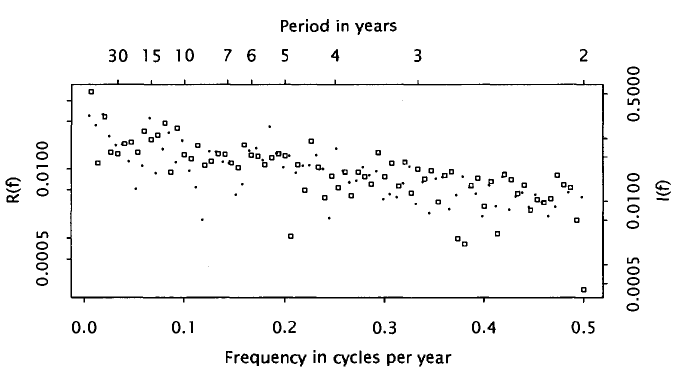 Period in years
30 15 10 7 6 5 4 3 2
R(f)
0.0100
0.0005
I(f)
0.5000
0.0100
0.0005
0.0 0.1 0.2 0.3 0.4 0.5
Frequency in cycles per year